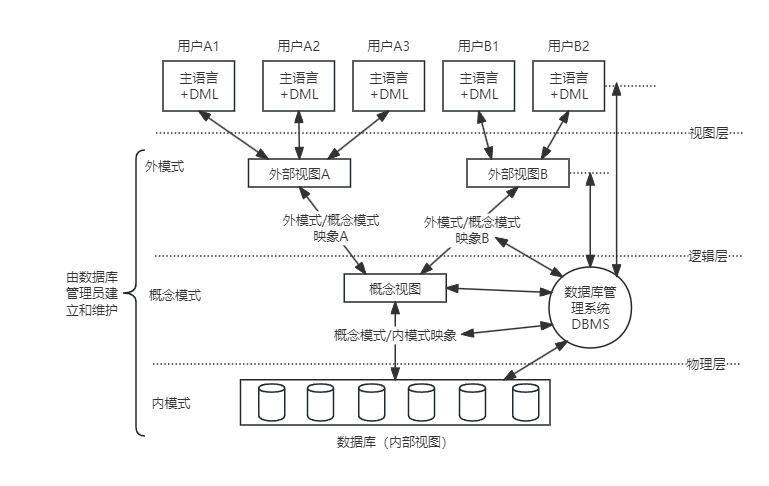 用户A1
用户A2
用户A3
用户B1
用户B2
主语言
+DML
主语言
+DML
主语言
+DML
主语言
+DML
主语言
+DML
视图层
外模式
外部视图A
外部视图B
外模式/概念模式
映象A
外模式/概念模式
映象B
逻辑层
由数据库
管理员建
立和维护
概念模式
概念视图
数据库管
理系统
DBMS
概念模式/内模式映象
物理层
内模式
数据库（内部视图）